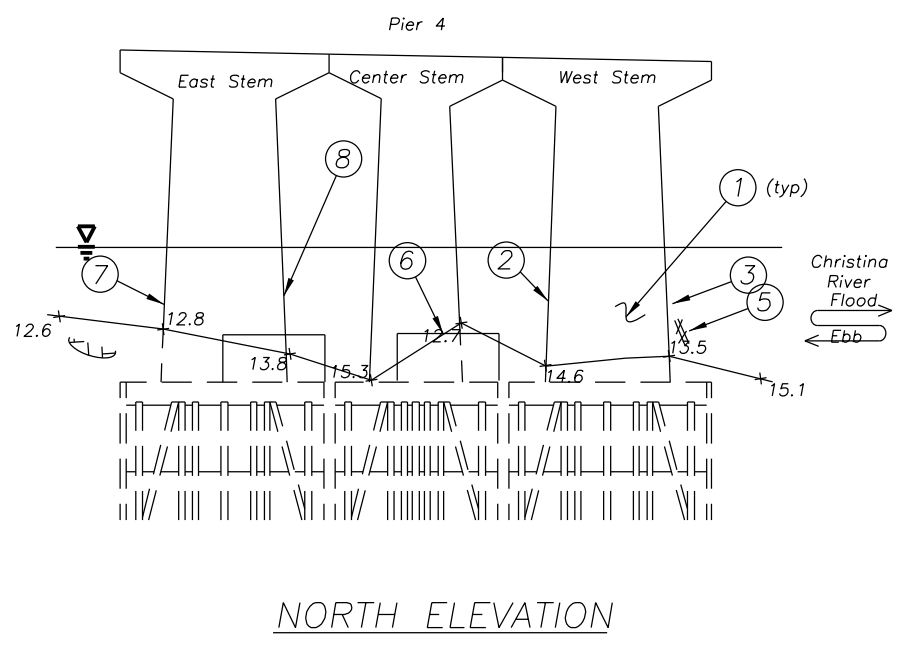 Pier 4
East Stem
Center Stem
West Stem
8
1 (typ)
7
6
2
3
5
Christina
River
Flood
Ebb
12.6
12.8
13.8
15.3
12.7
14.6
13.5
15.1
NORTH ELEVATION